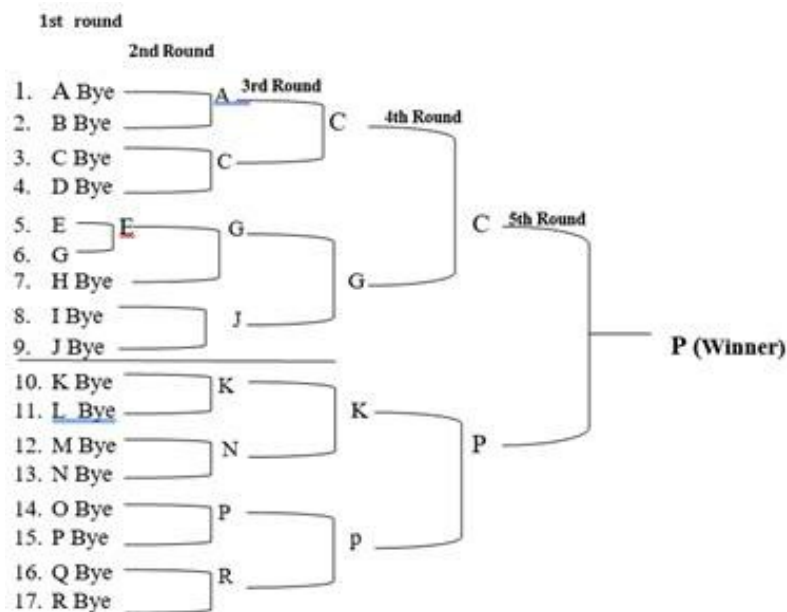 1st round
2nd Round
3rd Round
4th Round
5th Round
1. A Bye
2. B Bye
3. C Bye
4. D Bye
5. E
6. G
7. H Bye
8. I Bye
9. J Bye
10. K Bye
11. L Bye
12. M Bye
13. N Bye
14. O Bye
15. P Bye
16. Q Bye
17. R Bye
E
A
C
G
J
K
N
P
R
C
G
K
p
C
P
P (Winner)